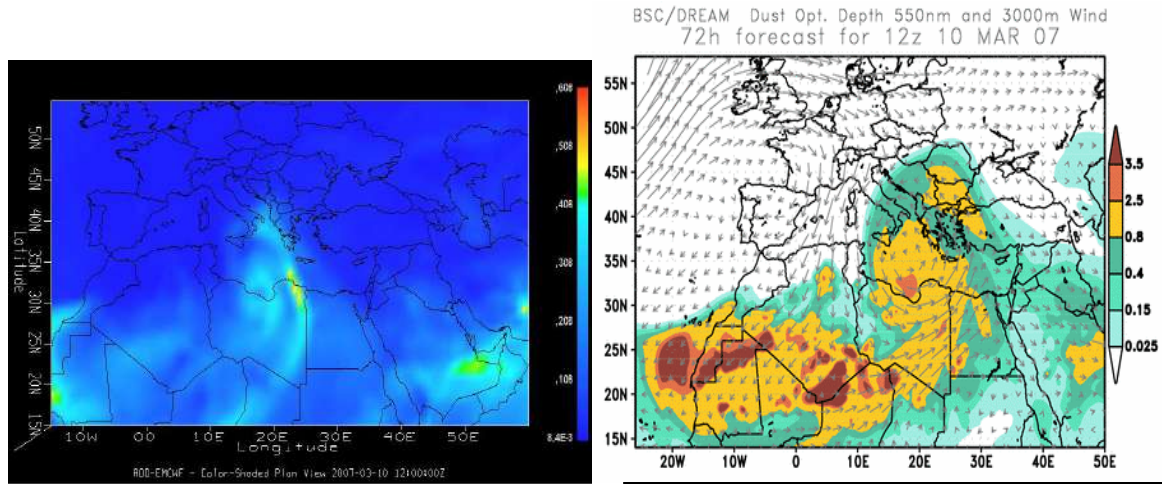 BSC/DREAM Dust Opt. Depth 550nm and 3000m Wind
72h forecast for 12z 10 MAR 07
Latitude
50N
45N
40N
35N
30N
25N
20N
15N
10W 00 10E 20E 30E 40E 50E
Longitude
,608
,508
,408
,308
,208
,108
8,4E-3
Color-Shaded Plan View 2007-03-10 12:00:00Z
55N
50N
45N
40N
35N
30N
25N
20N
15N
20W 10W 0 10E 20E 30E 40E 50E
3.5
2.5
0.8
0.4
0.15
0.025